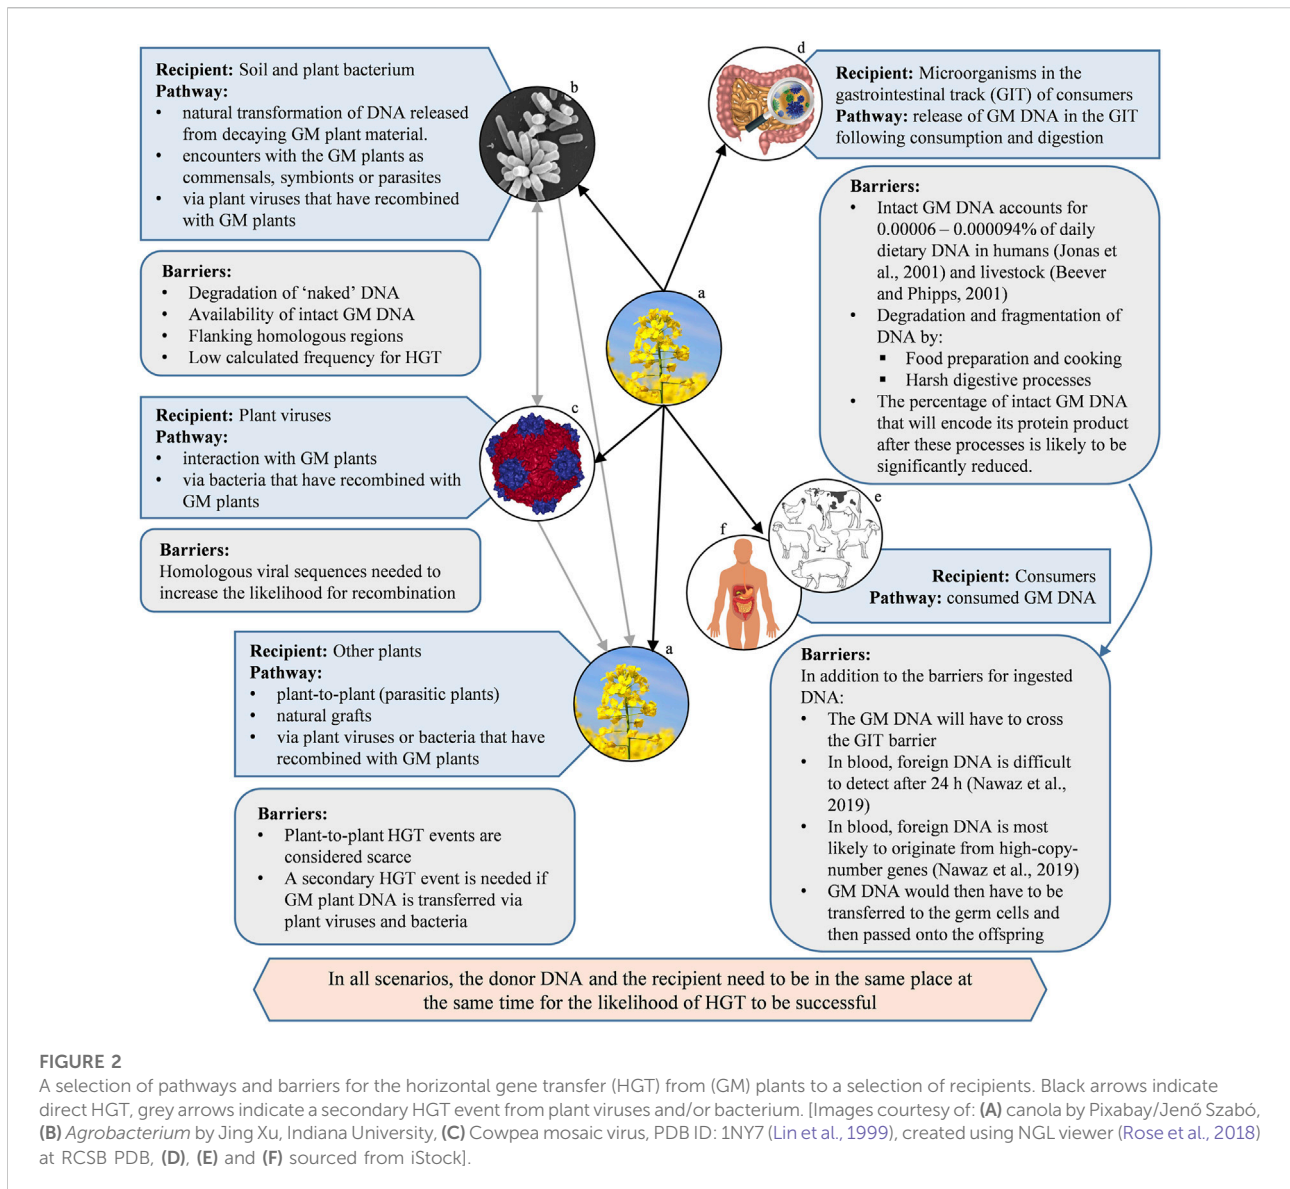 Recipient: Soil and plant bacterium
Pathway:
• natural transformation of DNA released
from decaying GM plant material.
• encounters with the GM plants as
commensals, symbionts or parasites
• via plant viruses that have recombined
with GM plants
b
Barriers:
• Degradation of ‘naked’ DNA
• Availability of intact GM DNA
• Flanking homologous regions
• Low calculated frequency for HGT
Recipient: Plant viruses
Pathway:
• interaction with GM plants
• via bacteria that have recombined with
GM plants
c
Barriers:
Homologous viral sequences needed to
increase the likelihood for recombination
Recipient: Other plants
Pathway:
• plant-to-plant (parasitic plants)
• natural grafts
• via plant viruses or bacteria that have
recombined with GM plants
a
Barriers:
• Plant-to-plant HGT events are
considered scarce
• A secondary HGT event is needed if
GM plant DNA is transferred via
plant viruses and bacteria
a
d
Recipient: Microorganisms in the
gastrointestinal track (GIT) of consumers
Pathway: release of GM DNA in the GIT
following consumption and digestion
Barriers:
• Intact GM DNA accounts for
0.00006 – 0.000094% of daily
dietary DNA in humans (Jonas et
al., 2001) and livestock (Beever
and Phipps, 2001)
• Degradation and fragmentation of
DNA by:
▪ Food preparation and cooking
▪ Harsh digestive processes
• The percentage of intact GM DNA
that will encode its protein product
after these processes is likely to be
significantly reduced.
e
f
Recipient: Consumers
Pathway: consumed GM DNA
Barriers:
In addition to the barriers for ingested
DNA:
• The GM DNA will have to cross
the GIT barrier
• In blood, foreign DNA is difficult
to detect after 24 h (Nawaz et al.,
2019)
• In blood, foreign DNA is most
likely to originate from high-copy-
number genes (Nawaz et al., 2019)
• GM DNA would then have to be
transferred to the germ cells and
then passed onto the offspring
In all scenarios, the donor DNA and the recipient need to be in the same place at
the same time for the likelihood of HGT to be successful
FIGURE 2
A selection of pathways and barriers for the horizontal gene transfer (HGT) from (GM) plants to a selection of recipients. Black arrows indicate
direct HGT, grey arrows indicate a secondary HGT event from plant viruses and/or bacterium. [Images courtesy of: (A) canola by Pixabay/Jenő Szabó,
(B) Agrobacterium by Jing Xu, Indiana University, (C) Cowpea mosaic virus, PDB ID: 1NY7 (Lin et al., 1999), created using NGL viewer (Rose et al., 2018)
at RCSB PDB, (D), (E) and (F) sourced from iStock].